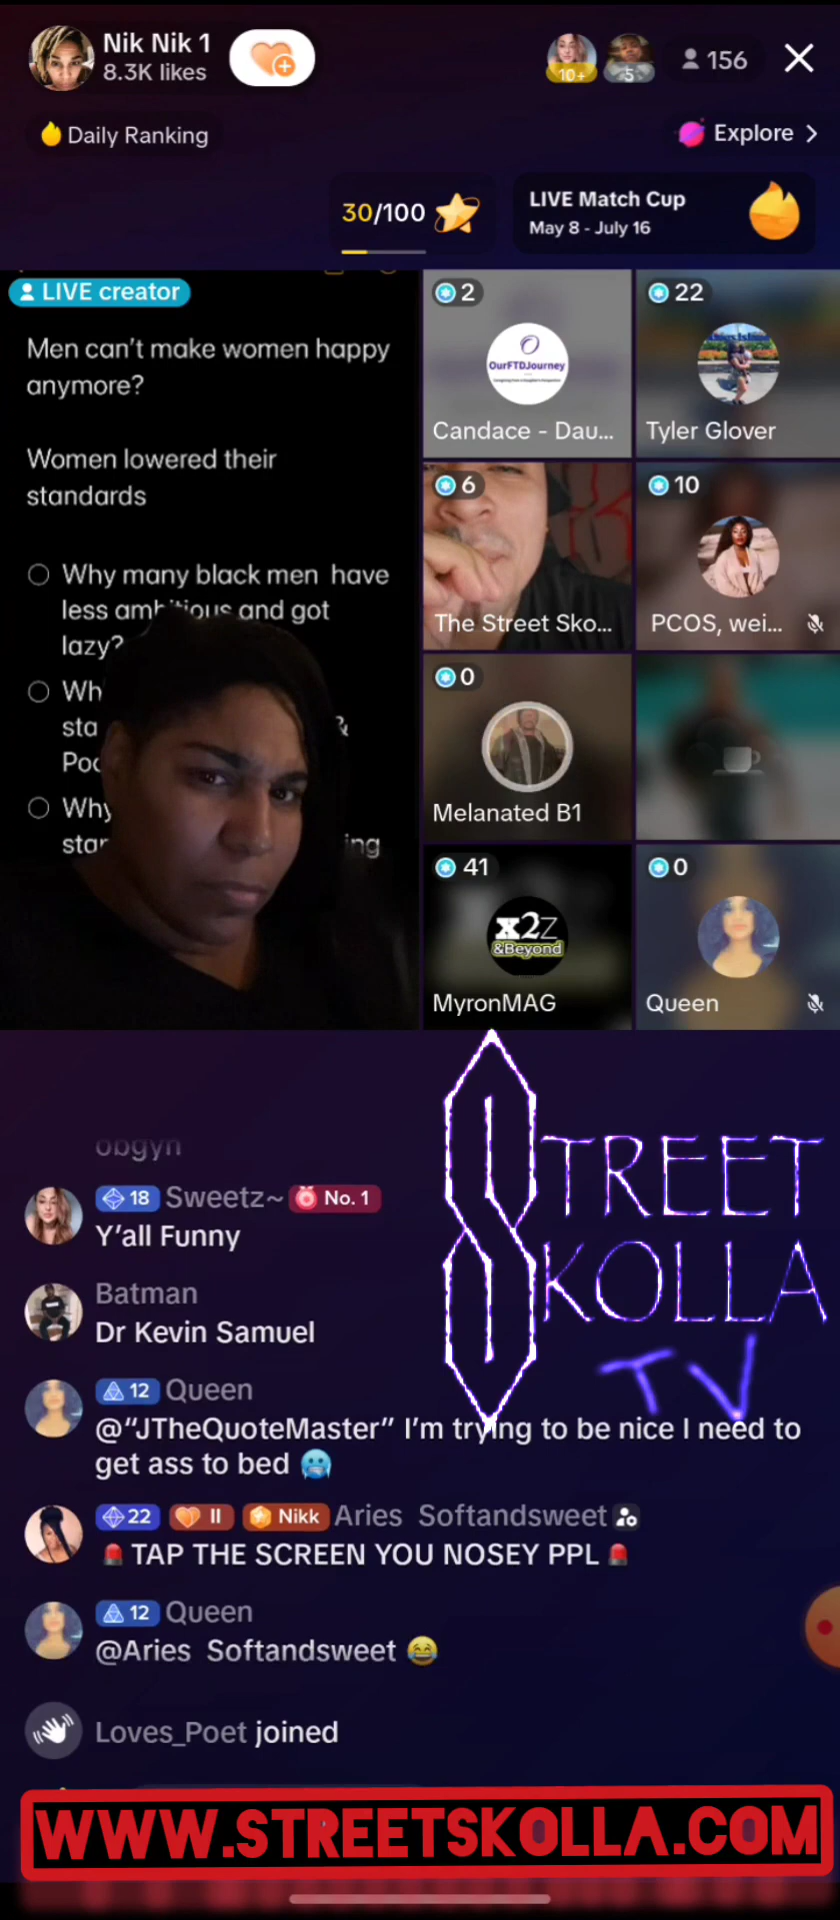 Nik Nik 1
8.3K likes
10+
5
156
Daily Ranking
Explore
30/100
LIVE Match Cup
May 8 - July 16
LIVE creator
Men can't make women happy
anymore?
Women lowered their
standards
Why many black men have
less ambitious and got
lazy?
Wh
sta &
Poc
Why
star ing
2
OurFTDJourney
Candace - Dau...
22
Tyler Glover
6
The Street Sko...
10
PCOS, wei...
0
Melanated B1
41
x2z
&Beyond
MyronMAG
0
Queen
obgyn
18 Sweetz~ No. 1
Y'all Funny
Batman
Dr Kevin Samuel
12 Queen
@"JTheQuoteMaster" I'm trying to be nice I need to
get ass to bed 🥶
22 II Nikk Aries Softandsweet
🚨 TAP THE SCREEN YOU NOSEY PPL 🚨
12 Queen
@Aries Softandsweet 😂
Loves_Poet joined
STREET
SKOLLA
TV
WWW.STREETSKOLLA.COM